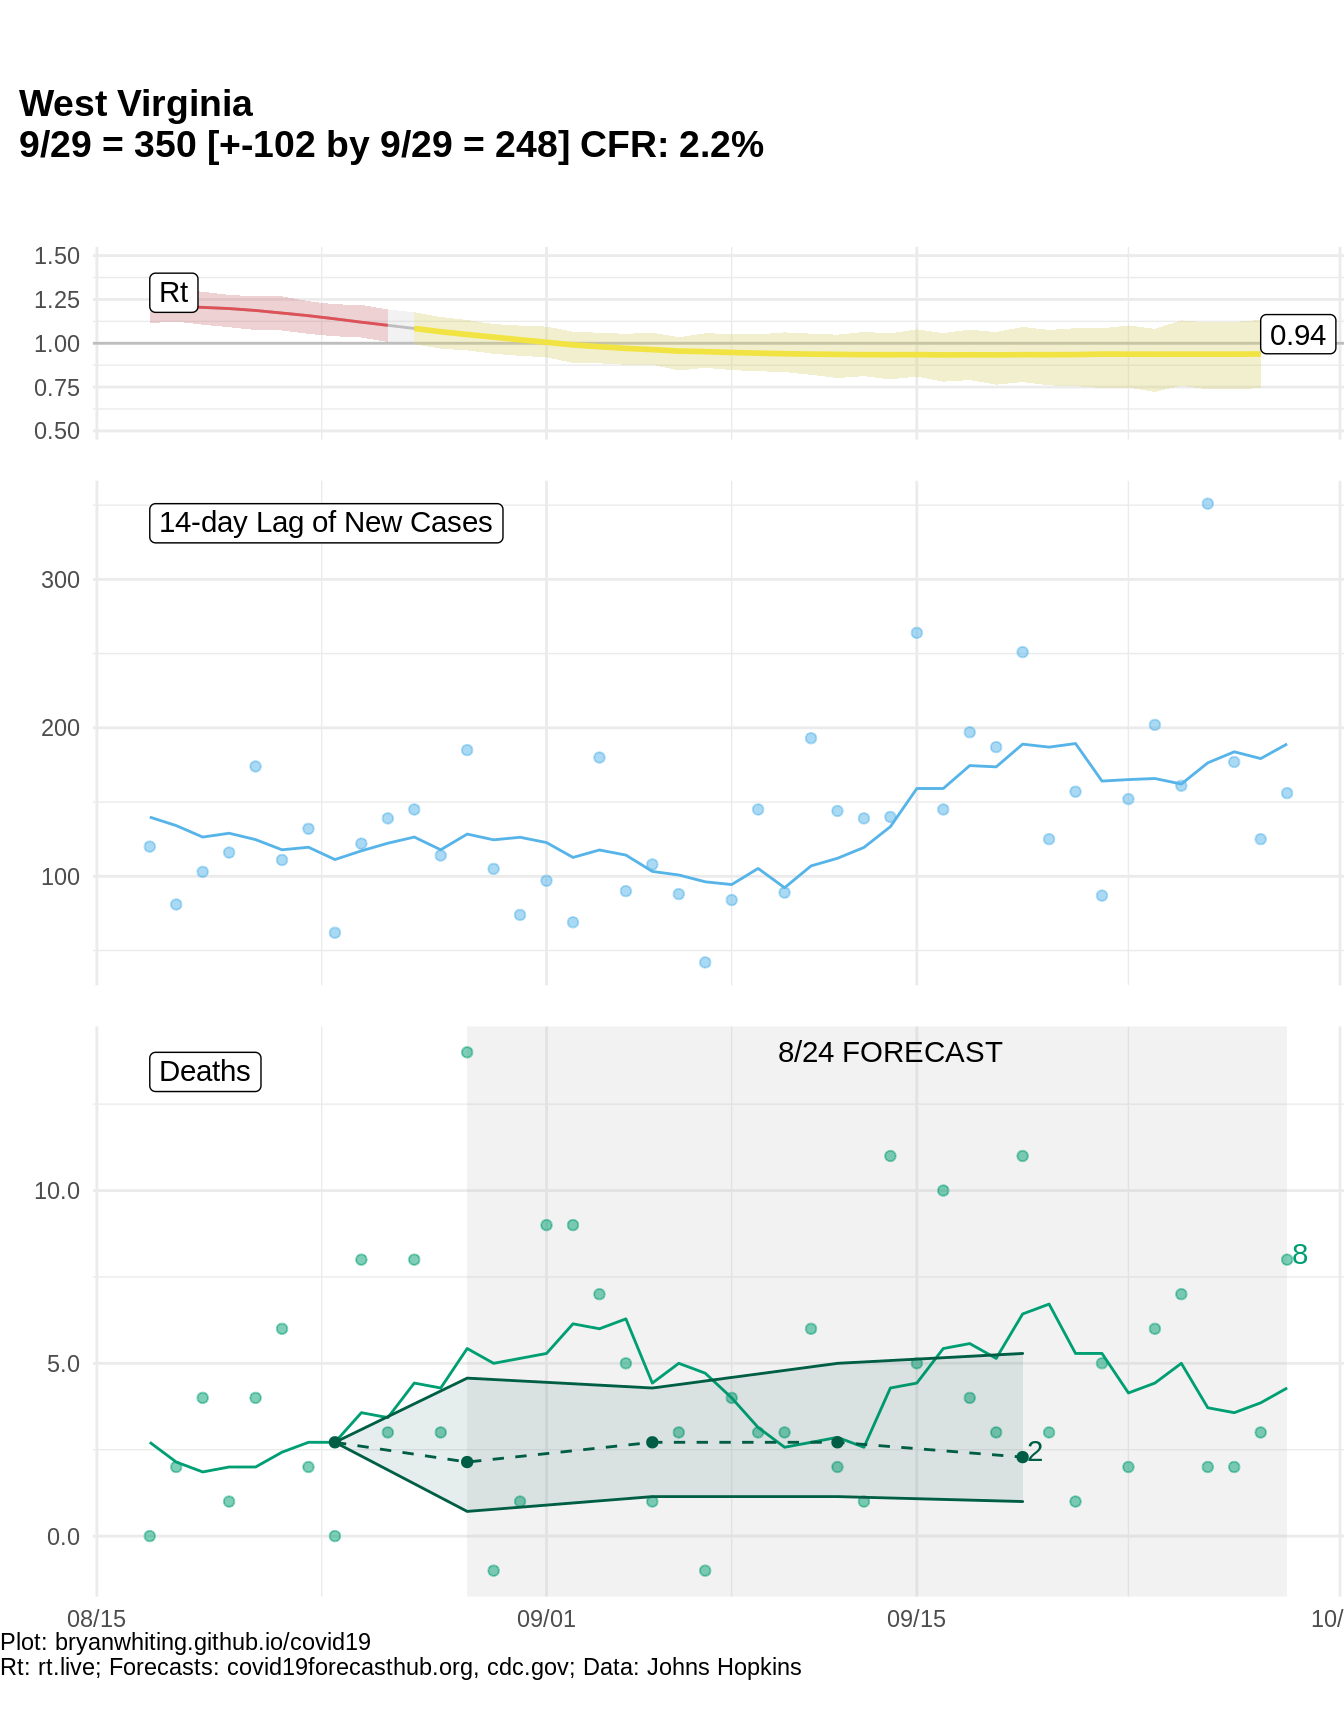 West Virginia
9/29 = 350 [+-102 by 9/29 = 248] CFR: 2.2%
1.50
1.25
1.00
0.75
0.50
Rt
0.94
14-day Lag of New Cases
300
200
100
Deaths
8/24 FORECAST
10.0
5.0
0.0
8
2
08/15
09/01
09/15
10/
Plot: bryanwhiting.github.io/covid19
Rt: rt.live; Forecasts: covid19forecasthub.org, cdc.gov; Data: Johns Hopkins